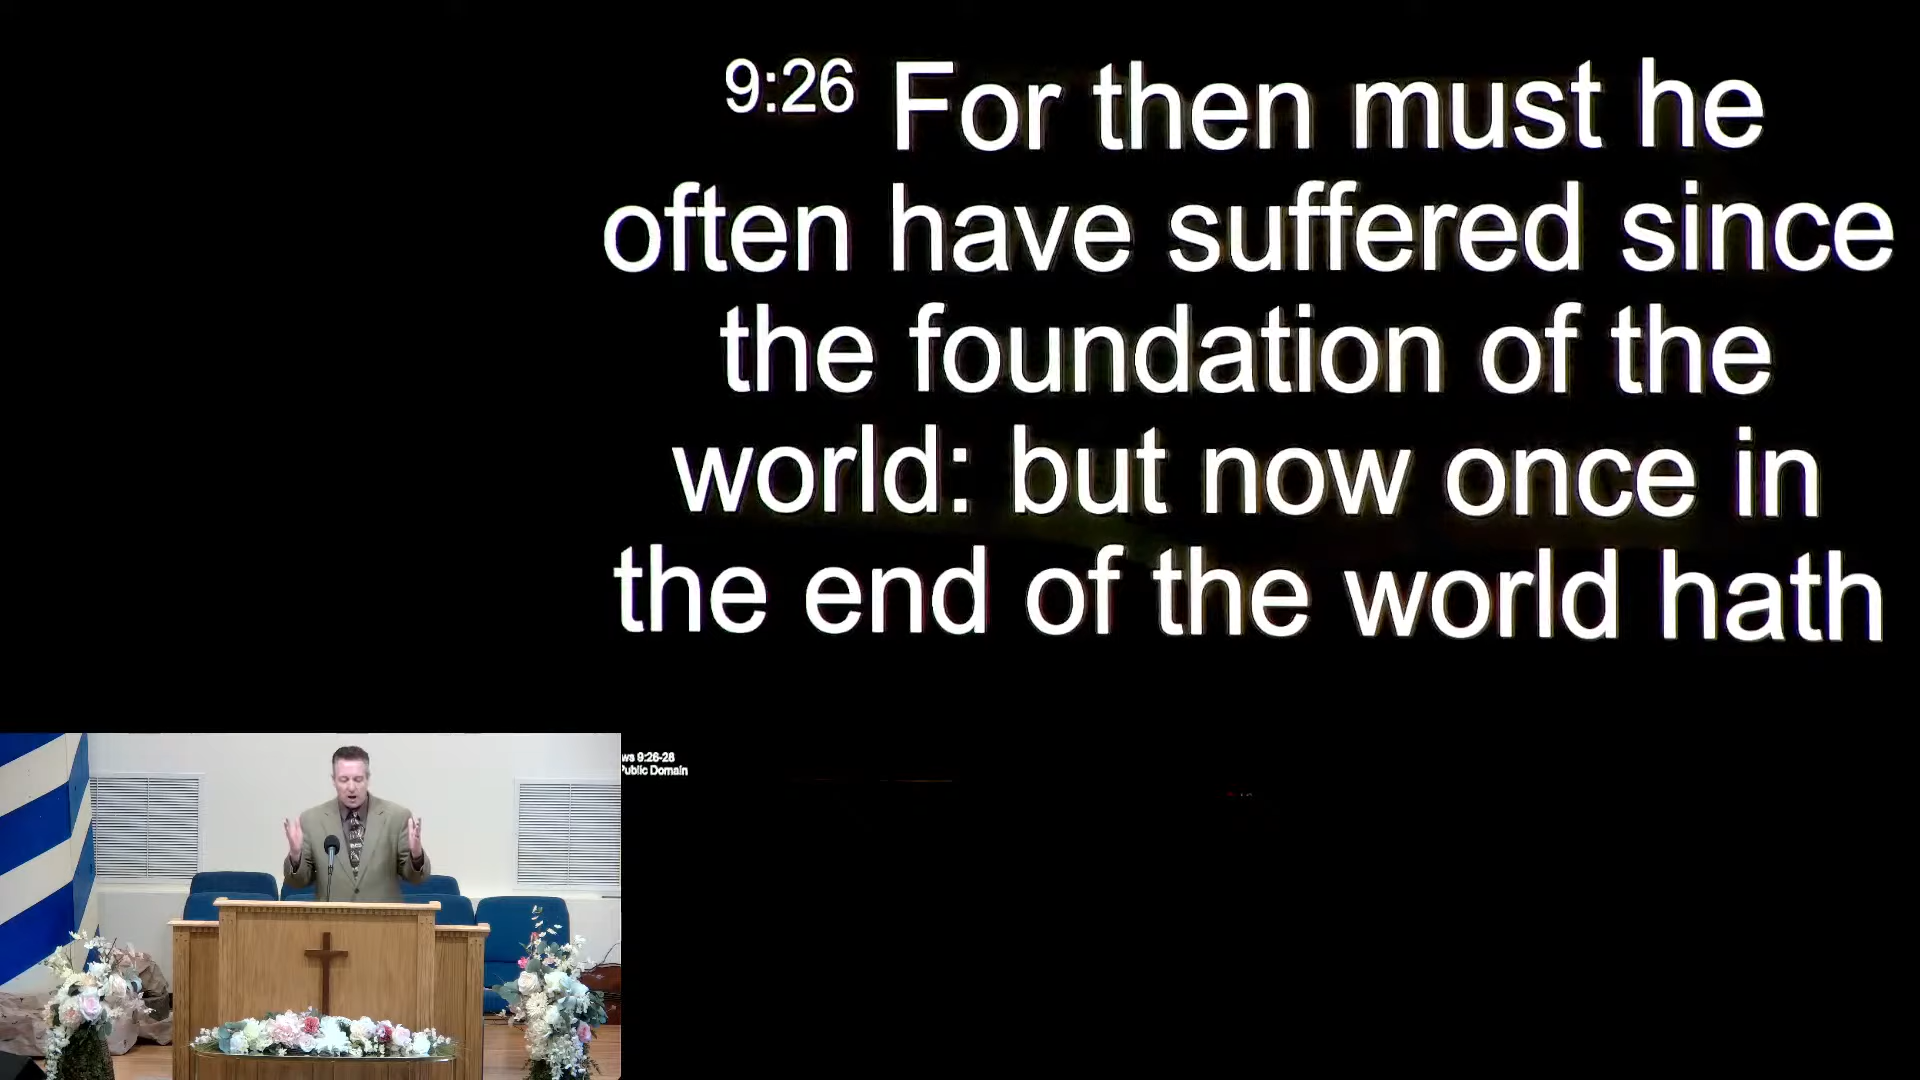 9:26 For then must he
often have suffered since
the foundation of the
world: but now once in
the end of the world hath
ws 9:26-28
Public Domain